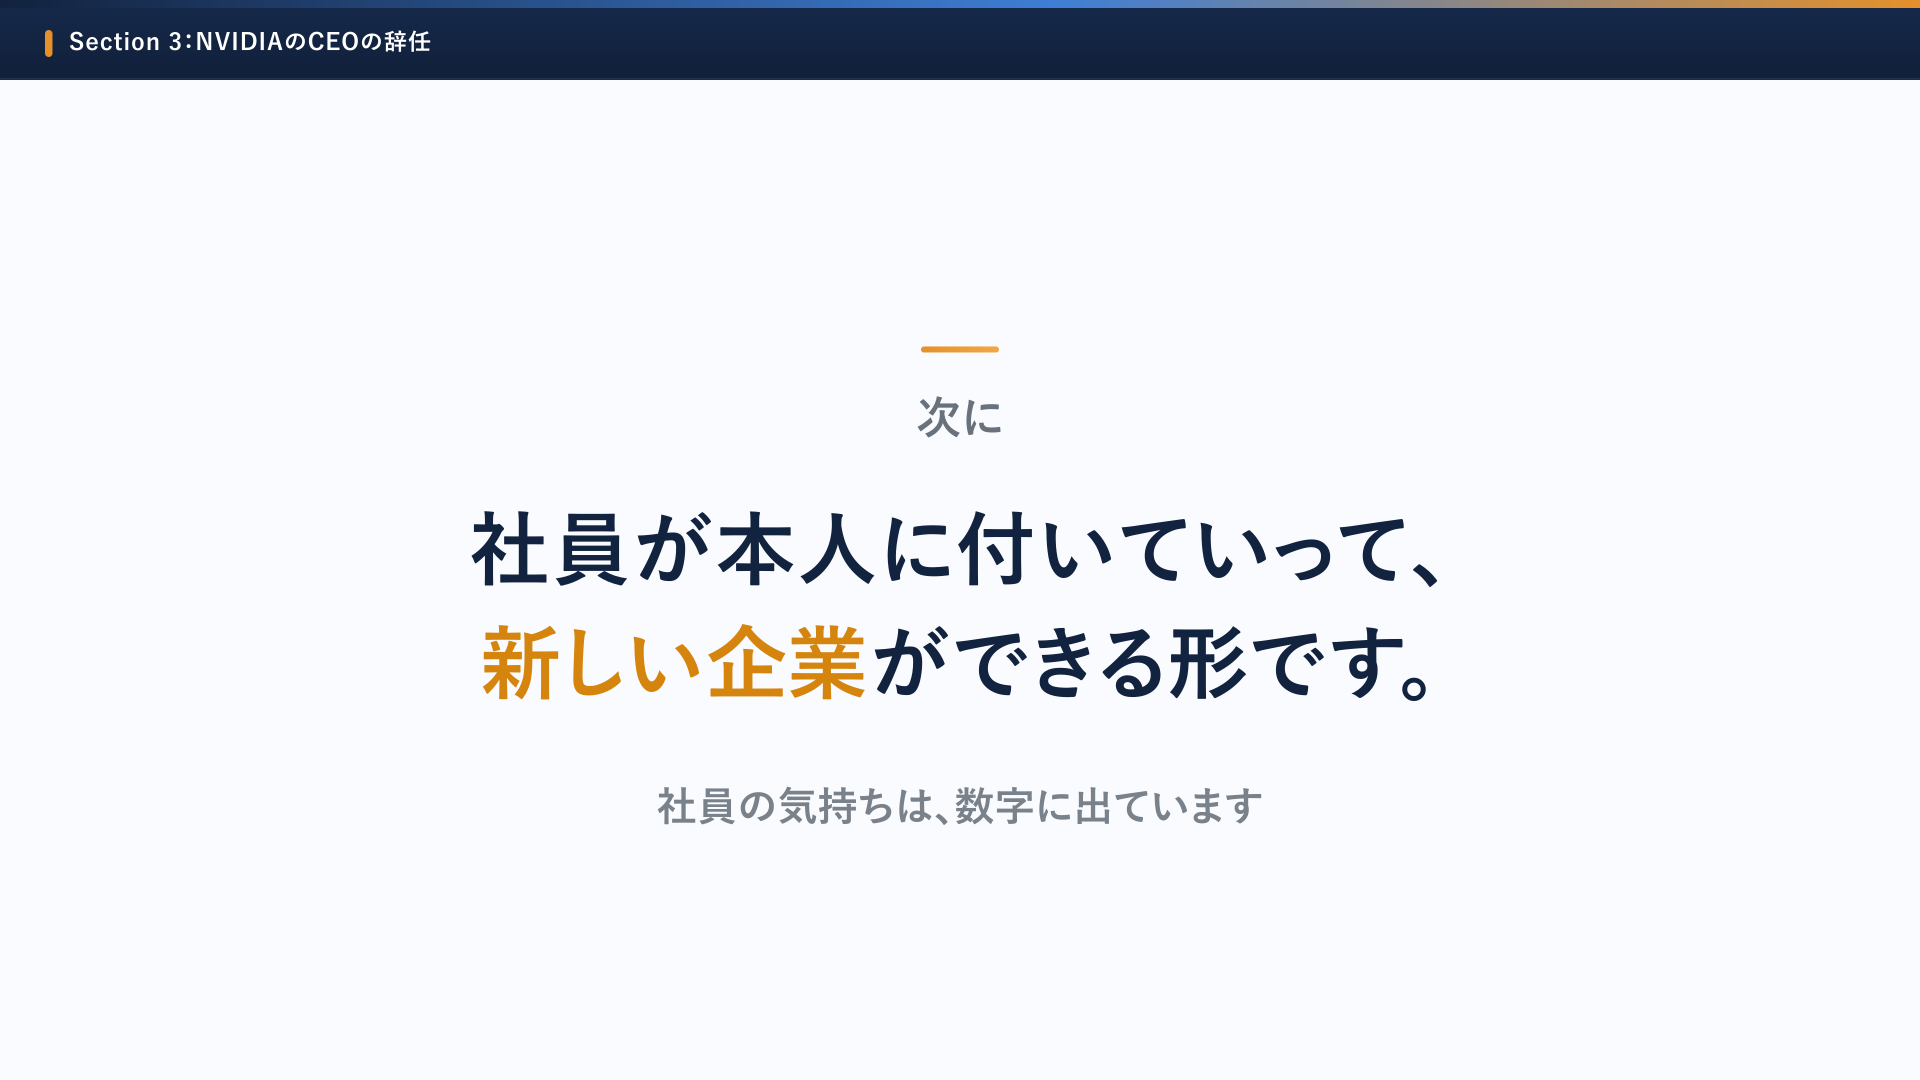 Section 3：NVIDIAのCEOの辞任
次に
社員が本人に付いていって、
新しい企業ができる形です。
社員の気持ちは、数字に出ています